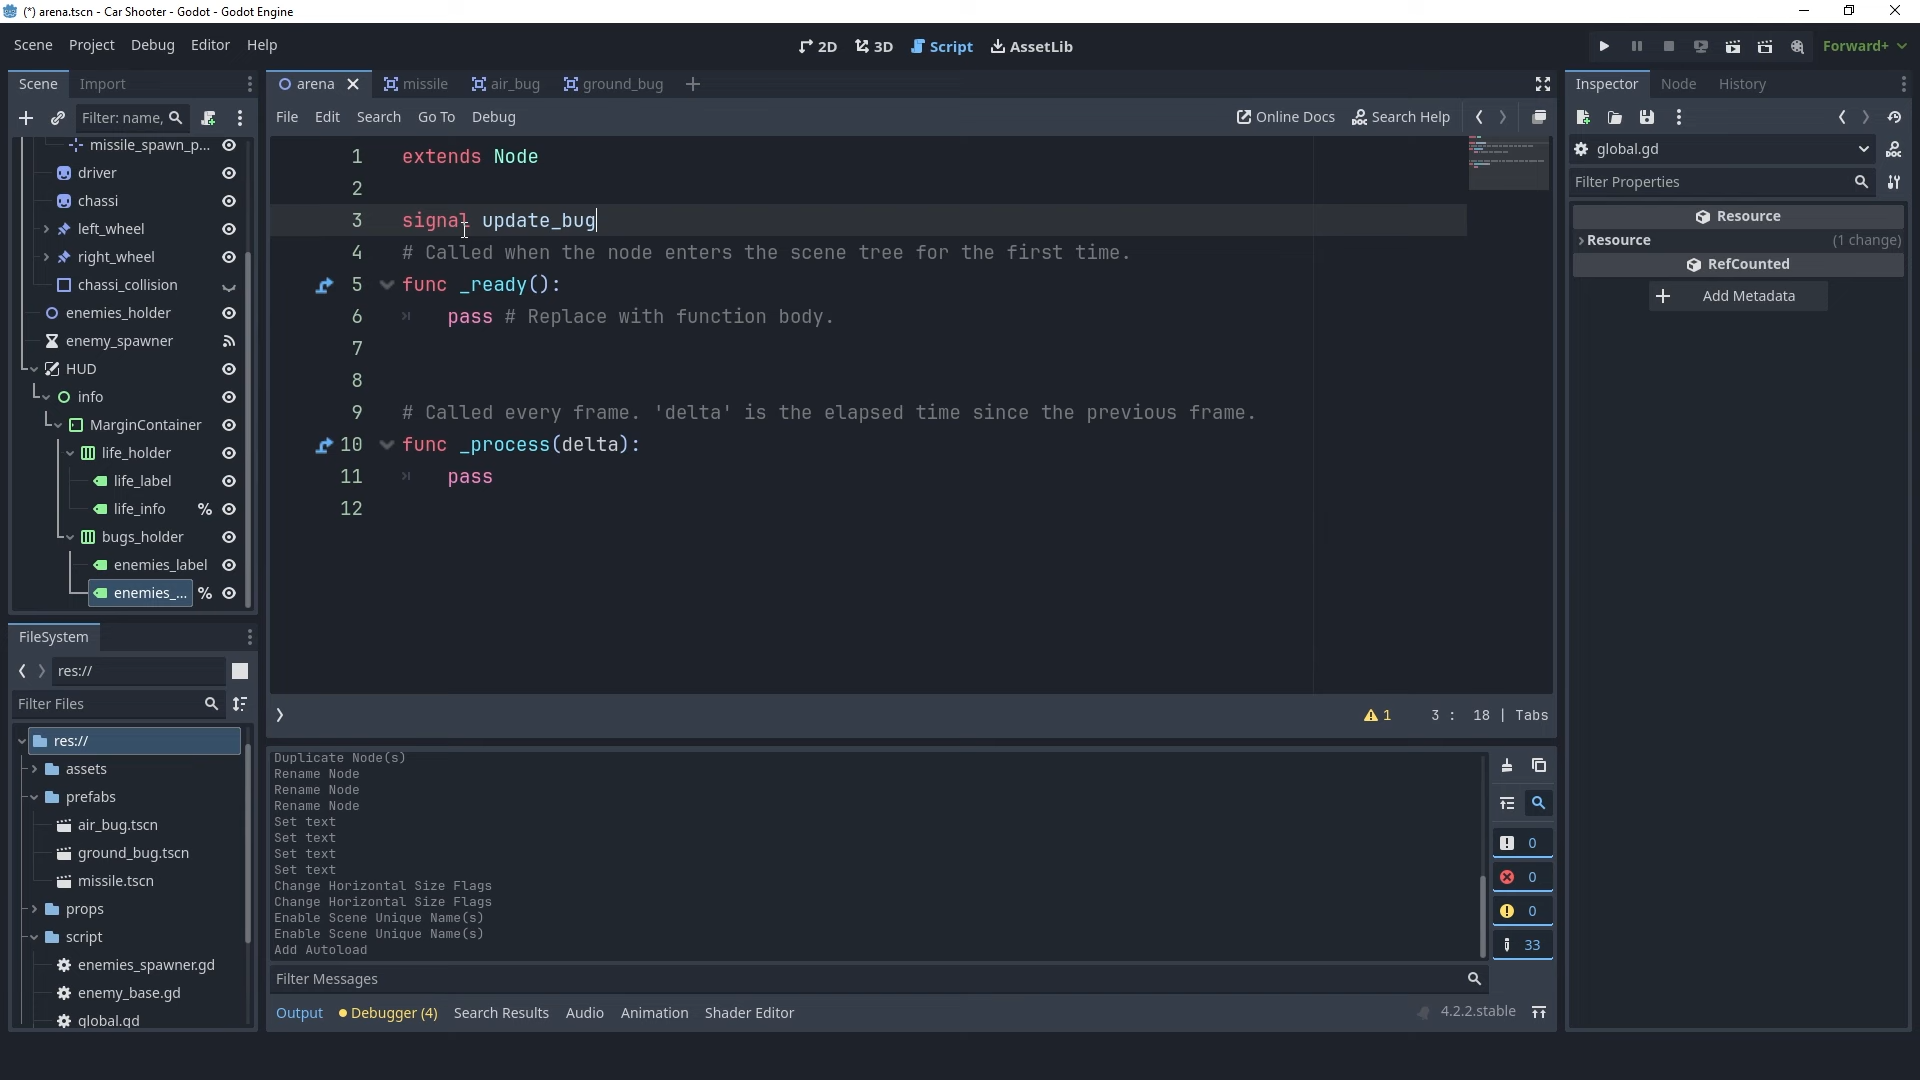 (*) arena.tscn - Car Shooter - Godot - Godot Engine
Scene Project Debug Editor Help
2D 3D Script AssetLib
Forward+
Scene Import
arena missile air_bug ground_bug
Inspector Node History
Filter: name,
File Edit Search Go To Debug
Online Docs Search Help
missile_spawn_p...
driver
chassi
left_wheel
right_wheel
chassi_collision
enemies_holder
enemy_spawner
HUD
info
MarginContainer
life_holder
life_label
life_info %
bugs_holder
enemies_label
enemies_... %
1 extends Node
2
3 signal update_bug
4 # Called when the node enters the scene tree for the first time.
5 func _ready():
6 pass # Replace with function body.
7
8
9 # Called every frame. 'delta' is the elapsed time since the previous frame.
10 func _process(delta):
11 pass
12
1 3 : 18 | Tabs
global.gd
Filter Properties
Resource
Resource (1 change)
RefCounted
Add Metadata
FileSystem
res://
Filter Files
res://
assets
prefabs
air_bug.tscn
ground_bug.tscn
missile.tscn
props
script
enemies_spawner.gd
enemy_base.gd
global.gd
Duplicate Node(s)
Rename Node
Rename Node
Rename Node
Set text
Set text
Set text
Set text
Change Horizontal Size Flags
Change Horizontal Size Flags
Enable Scene Unique Name(s)
Enable Scene Unique Name(s)
Add Autoload
0
0
0
33
Filter Messages
Output Debugger (4) Search Results Audio Animation Shader Editor
4.2.2.stable